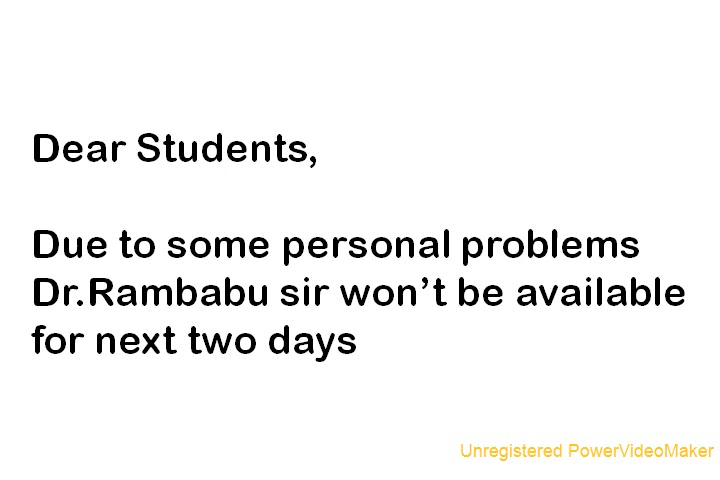 Dear Students,
Due to some personal problems
Dr.Rambabu sir won’t be available
for next two days
Unregistered PowerVideoMaker